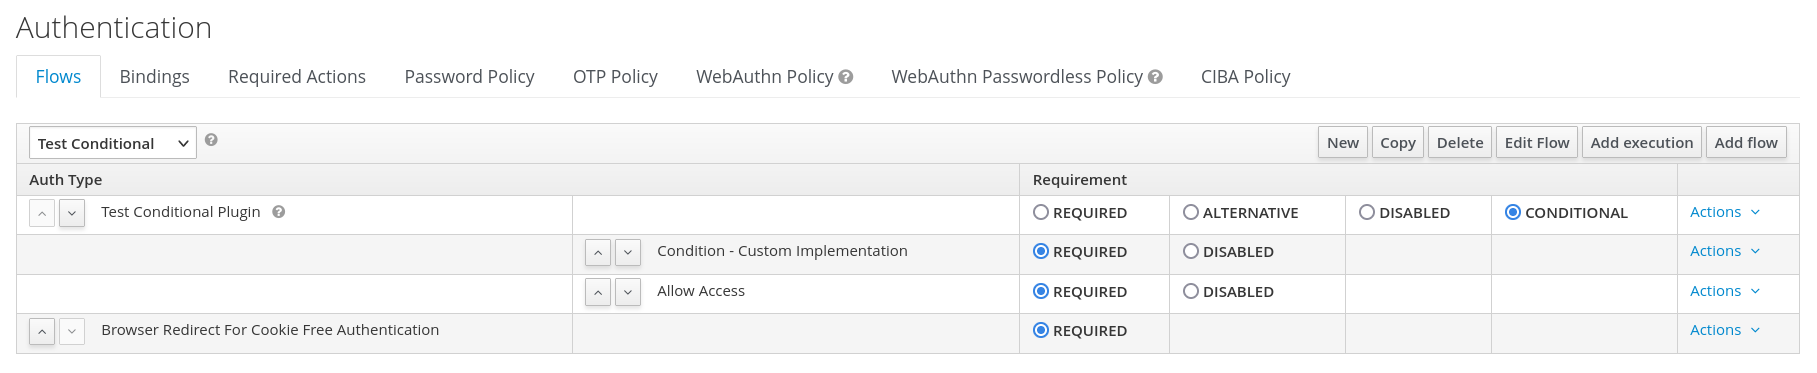 Authentication
Flows Bindings Required Actions Password Policy OTP Policy WebAuthn Policy ? WebAuthn Passwordless Policy ? CIBA Policy
Test Conditional ? New Copy Delete Edit Flow Add execution Add flow
Auth Type Requirement
Test Conditional Plugin ? REQUIRED ALTERNATIVE DISABLED CONDITIONAL Actions
Condition - Custom Implementation REQUIRED DISABLED Actions
Allow Access REQUIRED DISABLED Actions
Browser Redirect For Cookie Free Authentication REQUIRED Actions